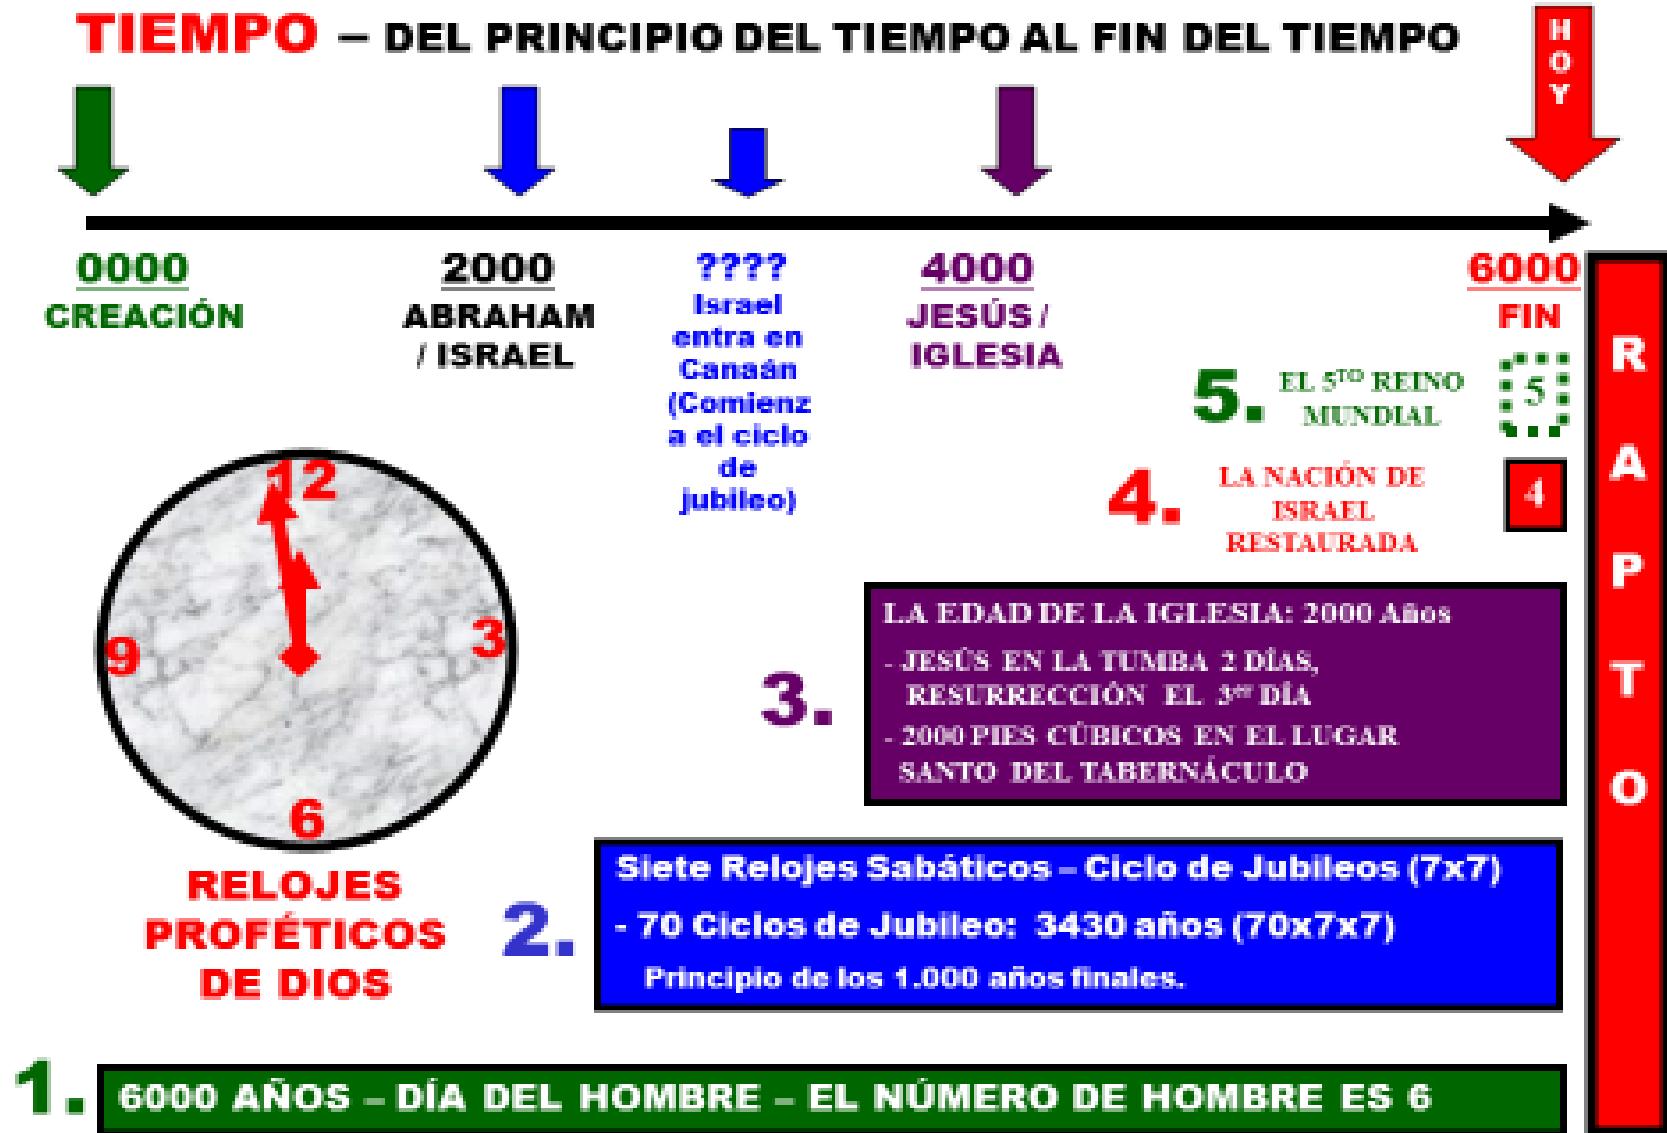 TIEMPO – DEL PRINCIPIO DEL TIEMPO AL FIN DEL TIEMPO
HOY
0000
CREACIÓN
2000
ABRAHAM
/ ISRAEL
????
Israel
entra en
Canaán
(Comienz
a el ciclo
de
jubileo)
4000
JESÚS /
IGLESIA
6000
FIN
5. EL 5TO REINO
MUNDIAL
5
4. LA NACIÓN DE
ISRAEL
RESTAURADA
4
RAPTO
12
3
6
9
RELOJES
PROFÉTICOS
DE DIOS
3.
LA EDAD DE LA IGLESIA: 2000 Años
- JESÚS EN LA TUMBA 2 DÍAS,
RESURRECCIÓN EL 3er DÍA
- 2000 PIES CÚBICOS EN EL LUGAR
SANTO DEL TABERNÁCULO
2.
Siete Relojes Sabáticos – Ciclo de Jubileos (7x7)
- 70 Ciclos de Jubileo: 3430 años (70x7x7)
Principio de los 1.000 años finales.
1. 6000 AÑOS – DÍA DEL HOMBRE – EL NÚMERO DE HOMBRE ES 6